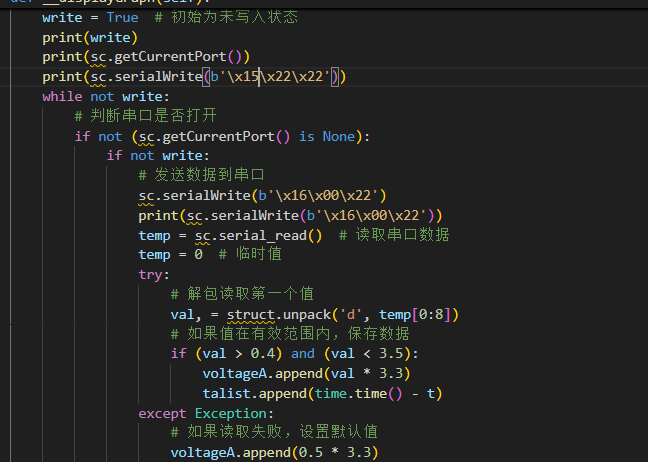 def __displayGraph(self):
write = True # 初始为未写入状态
print(write)
print(sc.getCurrentPort())
print(sc.serialWrite(b'\x15\x22\x22'))
while not write:
# 判断串口是否打开
if not (sc.getCurrentPort() is None):
if not write:
# 发送数据到串口
sc.serialWrite(b'\x16\x00\x22')
print(sc.serialWrite(b'\x16\x00\x22'))
temp = sc.serial_read() # 读取串口数据
temp = 0 # 临时值
try:
# 解包读取第一个值
val, = struct.unpack('d', temp[0:8])
# 如果值在有效范围内，保存数据
if (val > 0.4) and (val < 3.5):
voltageA.append(val * 3.3)
talist.append(time.time() - t)
except Exception:
# 如果读取失败，设置默认值
voltageA.append(0.5 * 3.3)